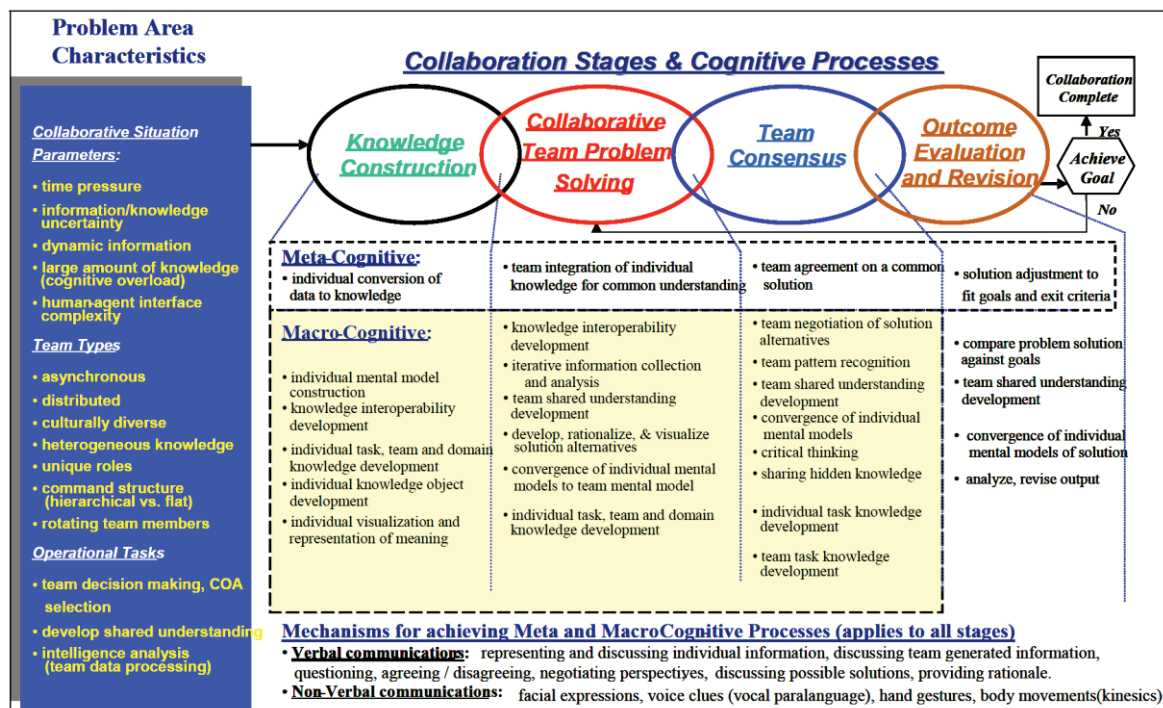 Problem Area
Characteristics
Collaborative Situation
Parameters:
• time pressure
• information/knowledge
uncertainty
• dynamic information
• large amount of knowledge
(cognitive overload)
• human-agent interface
complexity
Team Types
• asynchronous
• distributed
• culturally diverse
• heterogeneous knowledge
• unique roles
• command structure
(hierarchical vs. flat)
• rotating team members
Operational Tasks
• team decision making, COA
selection
• develop shared understanding
• intelligence analysis
(team data processing)
Collaboration Stages & Cognitive Processes
Knowledge
Construction
Collaborative
Team Problem
Solving
Team
Consensus
Outcome
Evaluation
and Revision
Collaboration
Complete
Yes
Achieve
Goal
No
Meta-Cognitive:
• individual conversion of
data to knowledge
• team integration of individual
knowledge for common understanding
• team agreement on a common
solution
• solution adjustment to
fit goals and exit criteria
Macro-Cognitive:
• individual mental model
construction
• knowledge interoperability
development
• individual task, team and domain
knowledge development
• individual knowledge object
development
• individual visualization and
representation of meaning
• knowledge interoperability
development
• iterative information collection
and analysis
• team shared understanding
development
• develop, rationalize, & visualize
solution alternatives
• convergence of individual mental
models to team mental model
• individual task, team and domain
knowledge development
• team negotiation of solution
alternatives
• team pattern recognition
• team shared understanding
development
• convergence of individual
mental models
• critical thinking
• sharing hidden knowledge
• individual task knowledge
development
• team task knowledge
development
• compare problem solution
against goals
• team shared understanding
development
• convergence of individual
mental models of solution
• analyze, revise output
Mechanisms for achieving Meta and MacroCognitive Processes (applies to all stages)
• Verbal communications: representing and discussing individual information, discussing team generated information,
questioning, agreeing / disagreeing, negotiating perspectives, discussing possible solutions, providing rationale.
• Non-Verbal communications: facial expressions, voice clues (vocal paralanguage), hand gestures, body movements(kinesics)